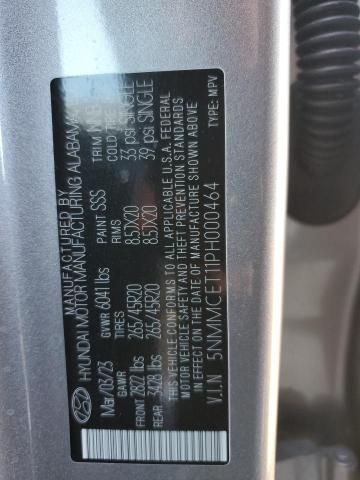 MANUFACTURED BY
HYUNDAI MOTOR MANUFACTURING ALABAMA
Mar/03/23 GVWR 6041 lbs PAINT SSS TRIM NNB
GAWR TIRES RIMS COLD TIRE
FRONT 2822 lbs 265/45R20 8.5JX20 33 psi SINGLE
REAR 3428 lbs 265/45R20 8.5JX20 39 psi SINGLE
THIS VEHICLE CONFORMS TO ALL APPLICABLE U.S.A. FEDERAL
MOTOR VEHICLE SAFETY AND THEFT PREVENTION STANDARDS
IN EFFECT ON THE DATE OF MANUFACTURE SHOWN ABOVE.
V.I.N 5NMMCET11PH000464 TYPE: MPV